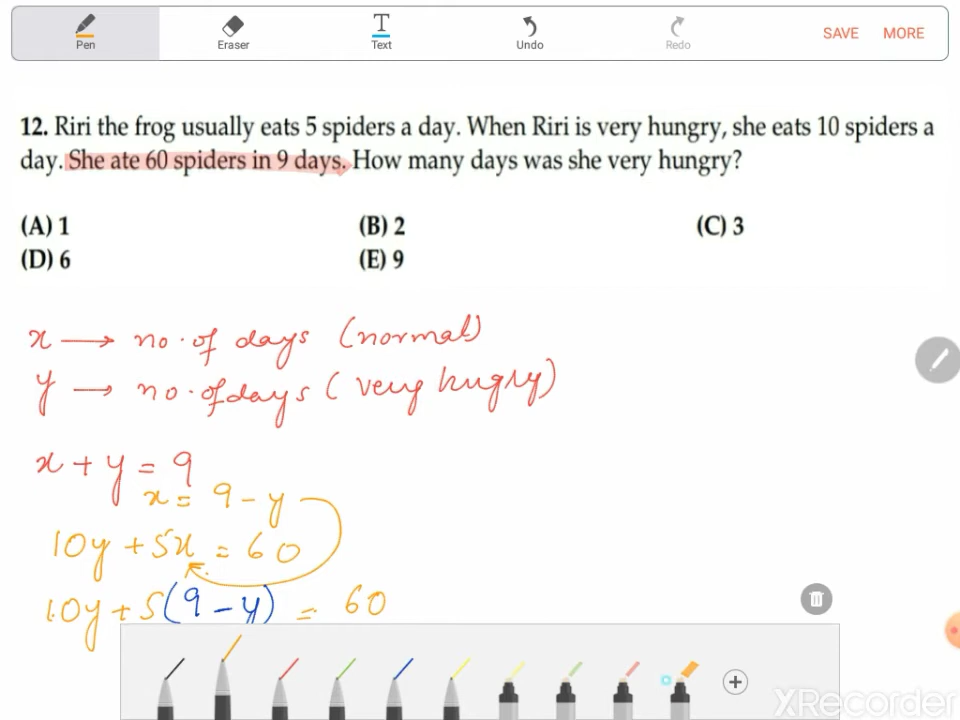 Pen Eraser Text Undo Redo SAVE MORE
12. Riri the frog usually eats 5 spiders a day. When Riri is very hungry, she eats 10 spiders a
day. She ate 60 spiders in 9 days. How many days was she very hungry?
(A) 1 (B) 2 (C) 3
(D) 6 (E) 9
x → no. of days (normal)
y → no. of days (very hugry)
x + y = 9
x = 9 - y
10y + 5x = 60
10y + 5(9 - y) = 60
XRecorder